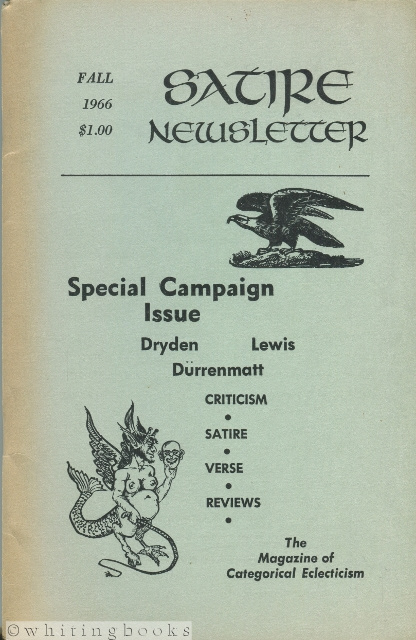 FALL
1966
$1.00
SATIRE
NEWSLETTER
Special Campaign
Issue
Dryden Lewis
Dürrenmatt
CRITICISM
•
SATIRE
•
VERSE
•
REVIEWS
•
The
Magazine of
Categorical Eclecticism
©whitingbooks